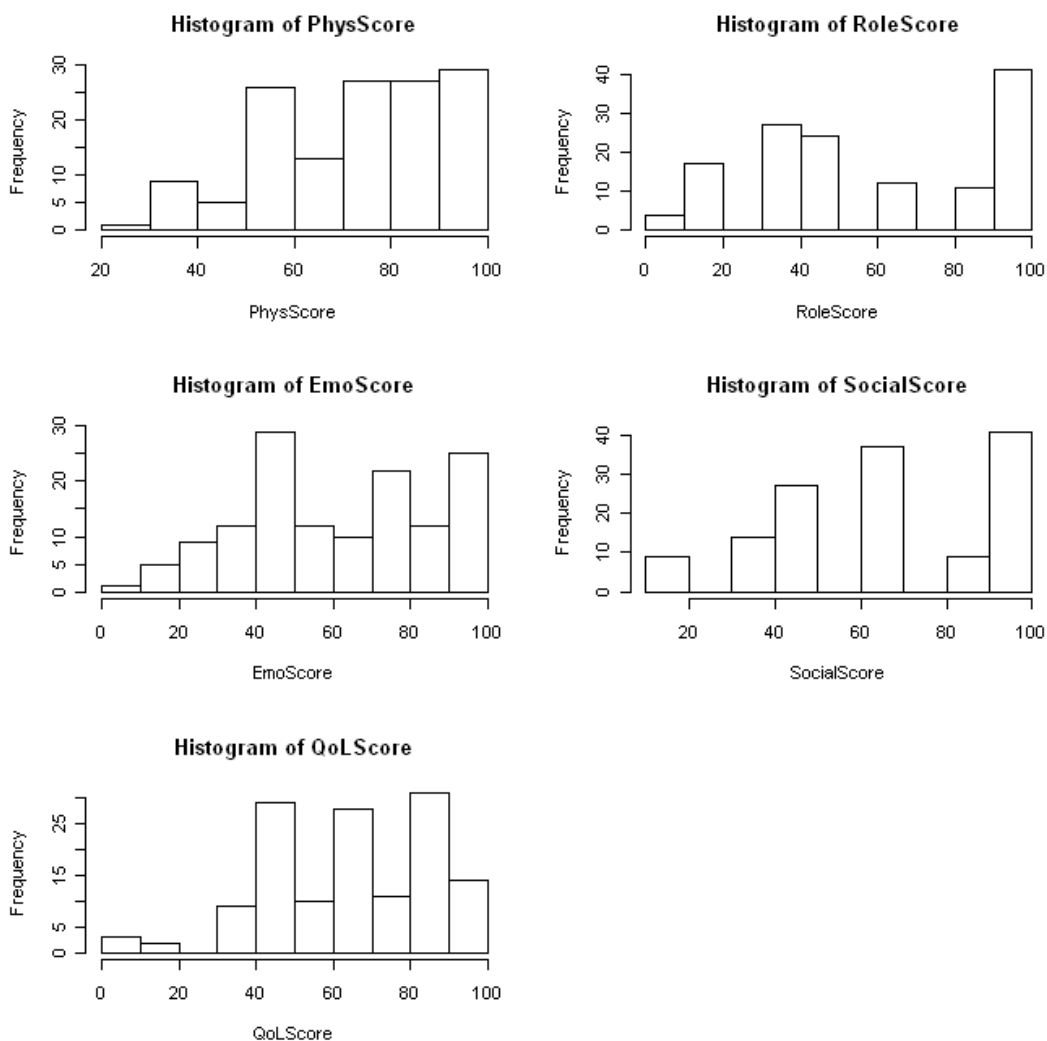 Histogram of PhysScore
Frequency
30
20
10
5
0
20 40 60 80 100
PhysScore
Histogram of RoleScore
Frequency
40
30
20
10
0
0 20 40 60 80 100
RoleScore
Histogram of EmoScore
Frequency
30
20
10
5
0
0 20 40 60 80 100
EmoScore
Histogram of SocialScore
Frequency
40
30
20
10
0
20 40 60 80 100
SocialScore
Histogram of QoLScore
Frequency
25
15
5
0
0 20 40 60 80 100
QoLScore